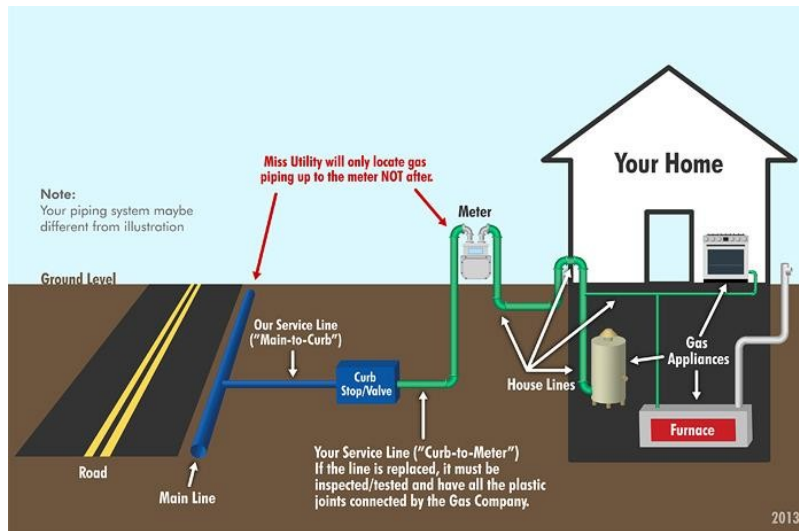 Your Home
Miss Utility will only locate gas
piping up to the meter NOT after.
Note:
Your piping system maybe
different from illustration
Meter
Ground Level
Our Service Line
("Main-to-Curb")
Curb
Stop/Valve
House Lines
Gas
Appliances
Furnace
Your Service Line ("Curb-to-Meter")
If the line is replaced, it must be
inspected/tested and have all the plastic
joints connected by the Gas Company.
Road
Main Line
2013